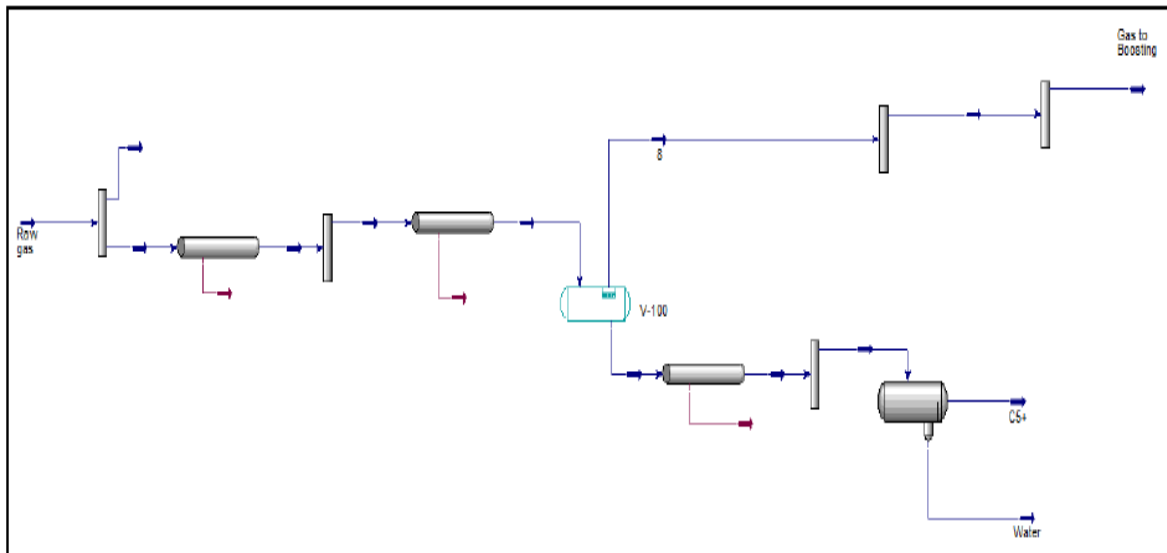 Gas to
Boosting
8
Raw
gas
V-100
C5+
Water